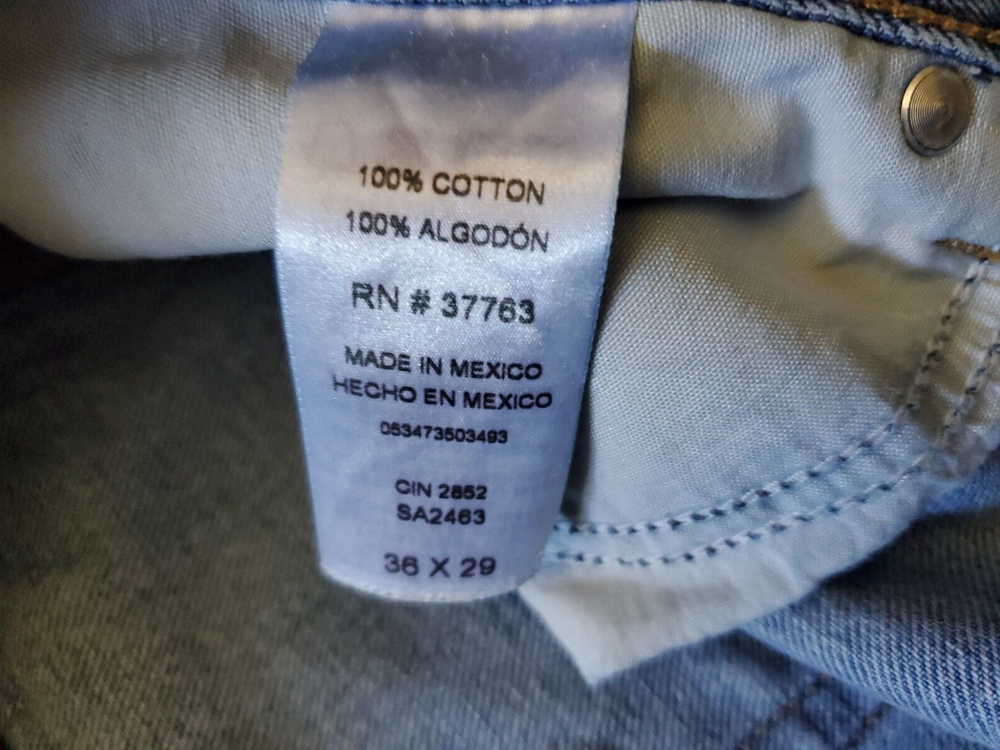 100% COTTON
100% ALGODÓN
RN # 37763
MADE IN MEXICO
HECHO EN MEXICO
053473503493
CIN 2852
SA2463
36 X 29